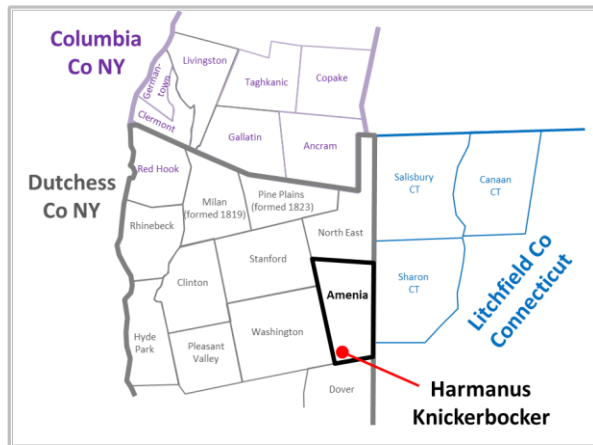 Columbia
Co NY
Livingston
German-
town
Clermont
Taghkanic
Copake
Gallatin
Ancram
Dutchess
Co NY
Red Hook
Rhinebeck
Milan
(formed 1819)
Pine Plains
(formed 1823)
North East
Stanford
Clinton
Amenia
Washington
Hyde
Park
Pleasant
Valley
Dover
Salisbury
CT
Canaan
CT
Sharon
CT
Litchfield Co
Connecticut
Harmanus
Knickerbocker